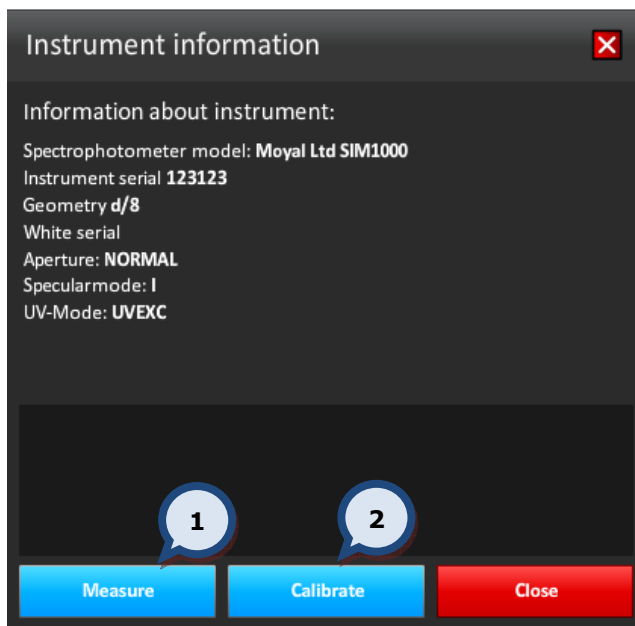 Instrument information
Information about instrument:
Spectrophotometer model: Moyal Ltd SIM1000
Instrument serial 123123
Geometry d/8
White serial
Aperture: NORMAL
Specularmode: I
UV-Mode: UVEXC
1 2
Measure Calibrate Close